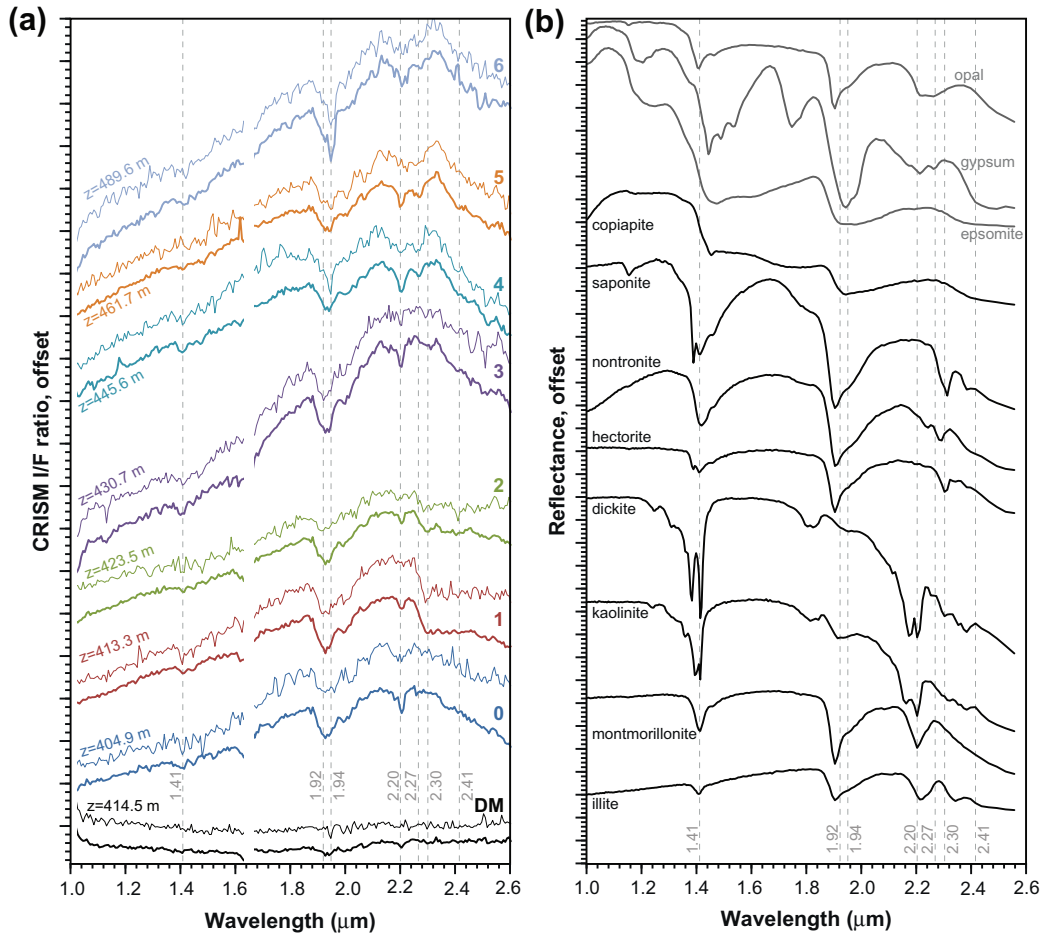 (a)
CRISM I/F ratio, offset
6
z=489.6 m
5
z=461.7 m
4
z=445.6 m
3
z=430.7 m
2
z=423.5 m
1
z=413.3 m
0
z=404.9 m
1.41
1.92
1.94
2.20
2.27
2.30
2.41
z=414.5 m
DM
1.0 1.2 1.4 1.6 1.8 2.0 2.2 2.4 2.6
Wavelength (μm)
(b)
Reflectance, offset
opal
gypsum
epsomite
copiapite
saponite
nontronite
hectorite
dickite
kaolinite
montmorillonite
illite
1.41
1.92
1.94
2.20
2.27
2.30
2.41
1.0 1.2 1.4 1.6 1.8 2.0 2.2 2.4 2.6
Wavelength (μm)